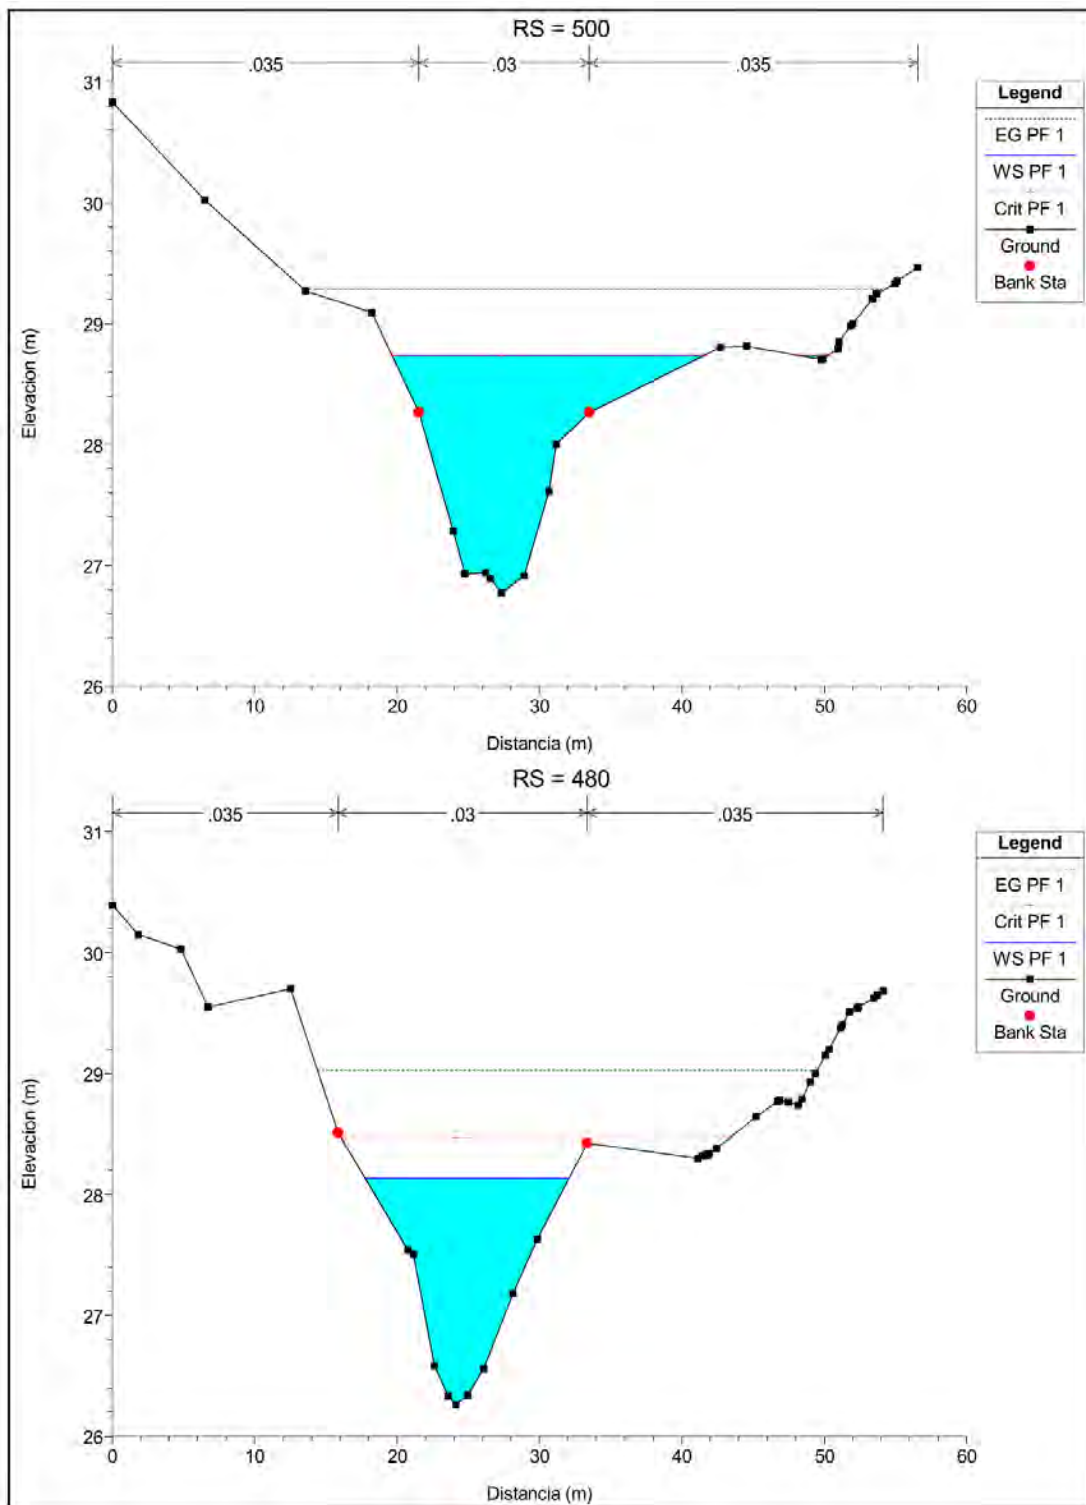 RS = 500
.035 .03 .035
31
30
29
28
27
26
Elevacion (m)
0 10 20 30 40 50 60
Distancia (m)
Legend
EG PF 1
WS PF 1
Crit PF 1
Ground
Bank Sta
RS = 480
.035 .03 .035
31
30
29
28
27
26
Elevacion (m)
0 10 20 30 40 50 60
Distancia (m)
Legend
EG PF 1
Crit PF 1
WS PF 1
Ground
Bank Sta